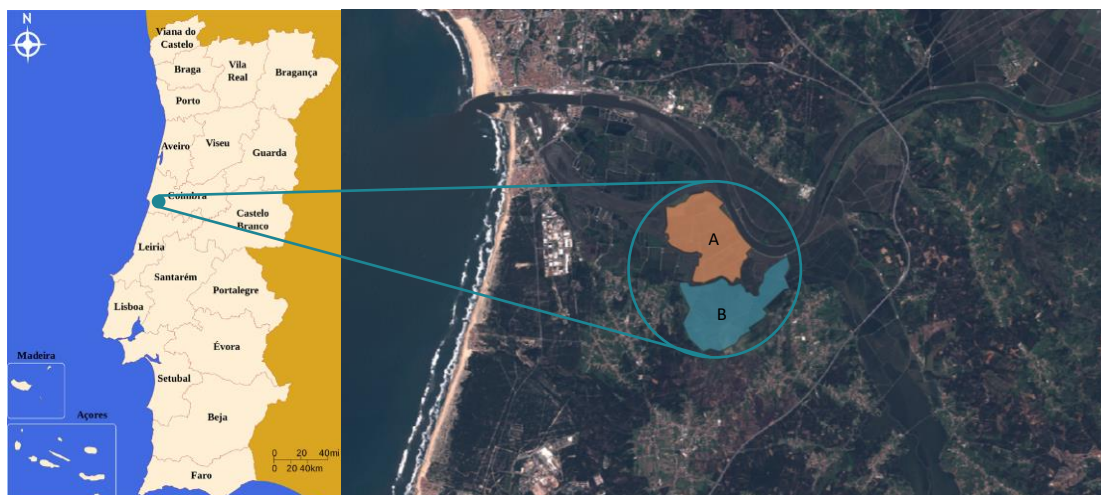 N
Viana do
Castelo
Braga
Vila
Real
Bragança
Porto
Aveiro
Viseu
Guarda
Coimbra
Castelo
Branco
Leiria
Santarém
Portalegre
Lisboa
Évora
Setubal
Beja
Faro
Madeira
Açores
0 20 40mi
0 20 40km
A
B